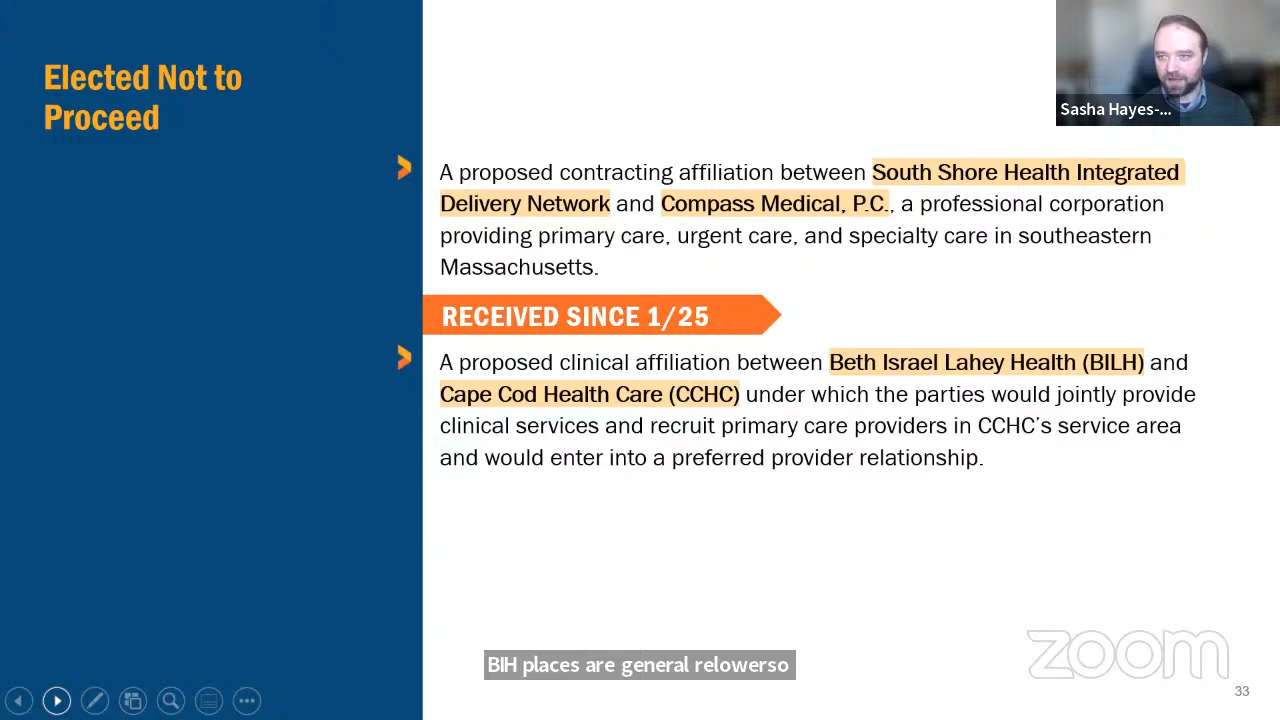 Elected Not to
Proceed
A proposed contracting affiliation between South Shore Health Integrated
Delivery Network and Compass Medical, P.C., a professional corporation
providing primary care, urgent care, and specialty care in southeastern
Massachusetts.
RECEIVED SINCE 1/25
A proposed clinical affiliation between Beth Israel Lahey Health (BILH) and
Cape Cod Health Care (CCHC) under which the parties would jointly provide
clinical services and recruit primary care providers in CCHC's service area
and would enter into a preferred provider relationship.
Sasha Hayes-...
BIH places are general relowerso
zoom
33